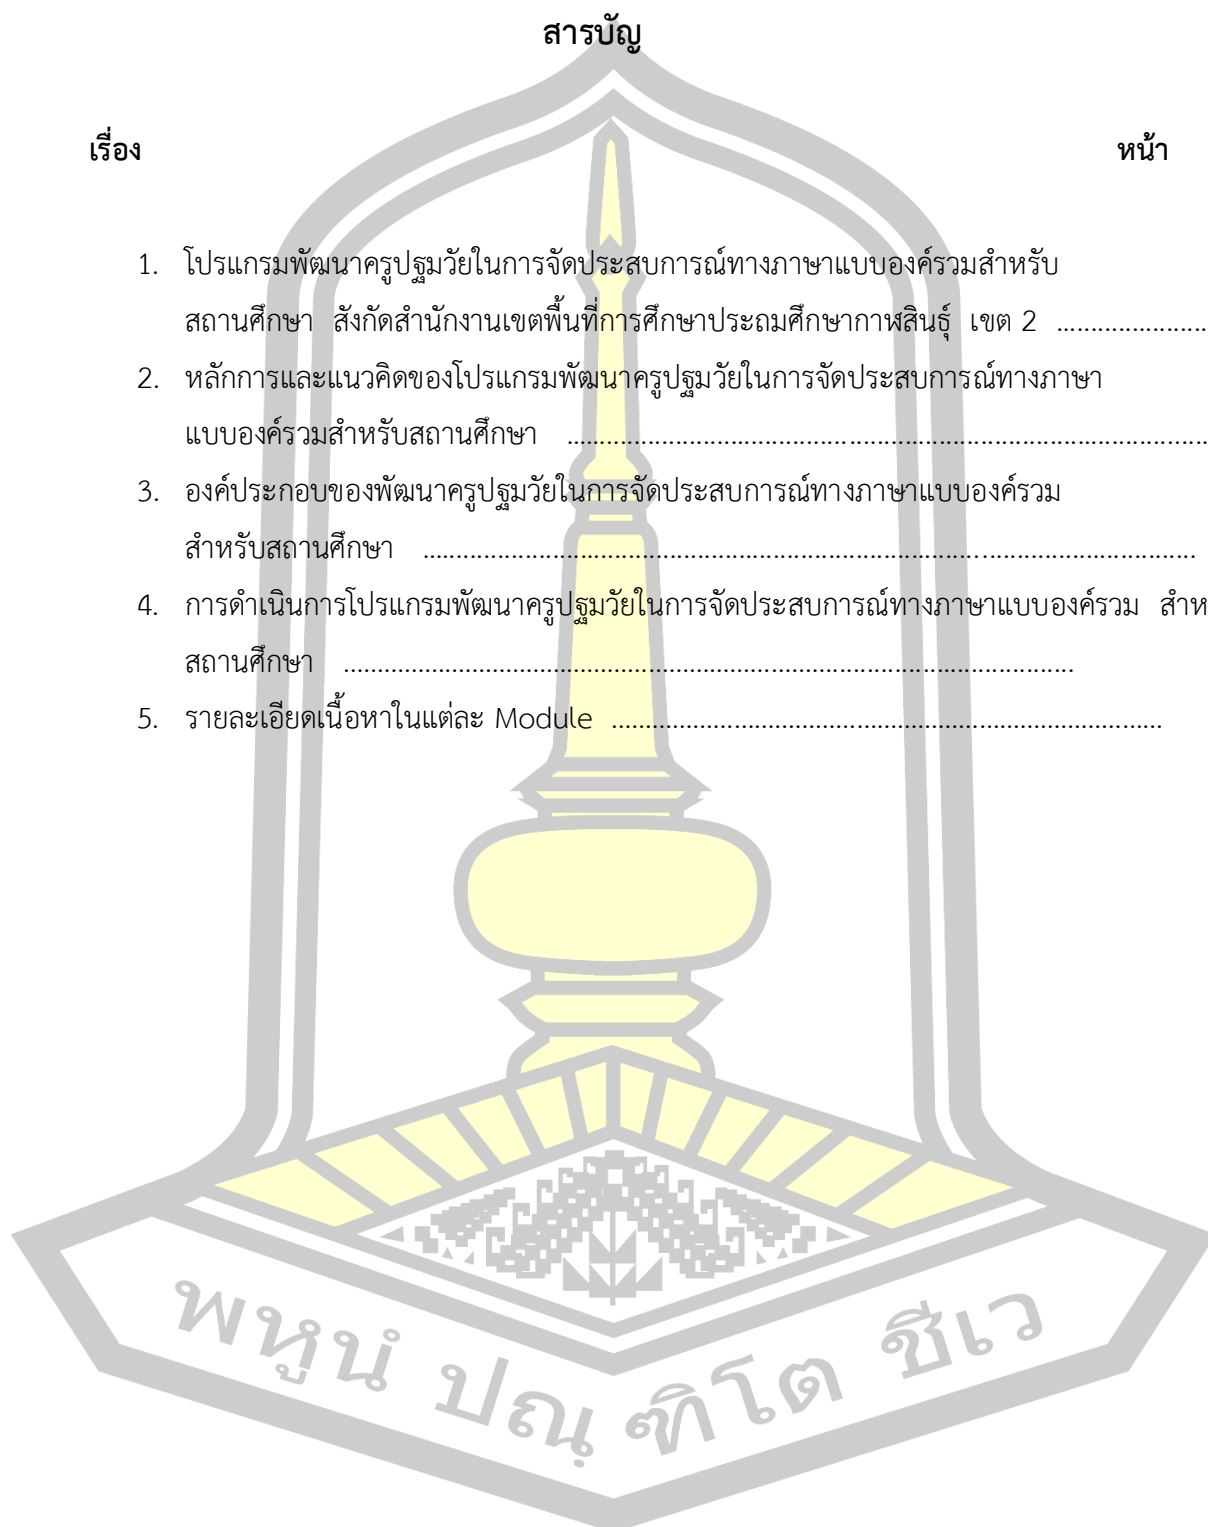 สารบัญ
เรื่อง หน้า
1. โปรแกรมพัฒนาครูปฐมวัยในการจัดประสบการณ์ทางภาษาแบบองค์รวมสำหรับ
สถานศึกษา สังกัดสำนักงานเขตพื้นที่การศึกษาประถมศึกษากาฬสินธุ์ เขต 2 ......................
2. หลักการและแนวคิดของโปรแกรมพัฒนาครูปฐมวัยในการจัดประสบการณ์ทางภาษา
แบบองค์รวมสำหรับสถานศึกษา ..............................................................................................
3. องค์ประกอบของพัฒนาครูปฐมวัยในการจัดประสบการณ์ทางภาษาแบบองค์รวม
สำหรับสถานศึกษา .................................................................................................................
4. การดำเนินการโปรแกรมพัฒนาครูปฐมวัยในการจัดประสบการณ์ทางภาษาแบบองค์รวม สำห
สถานศึกษา ...........................................................................................................
5. รายละเอียดเนื้อหาในแต่ละ Module .................................................................................
พหูนํ ปณฺฑิโต ชีเว